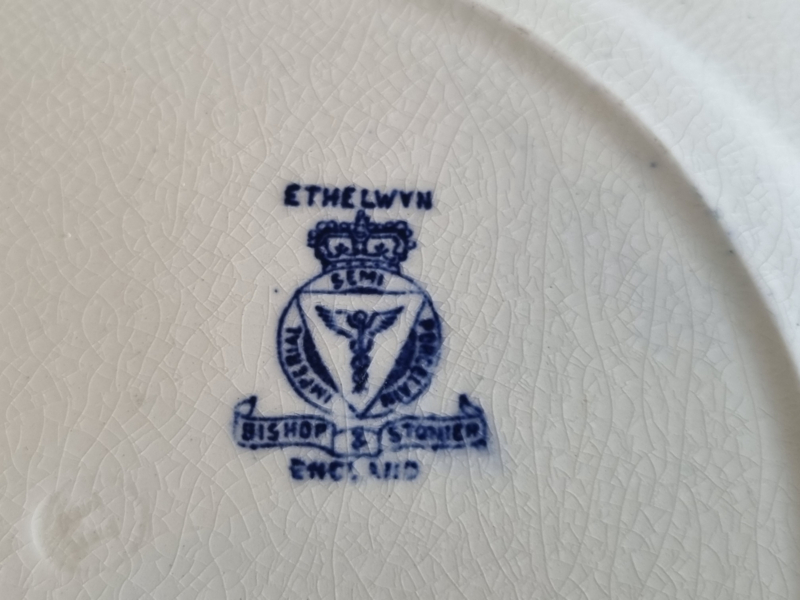 ETHELWYN
SEMI
IMPERIAL
PORCELAIN
BISHOP & STONIER
ENGLAND